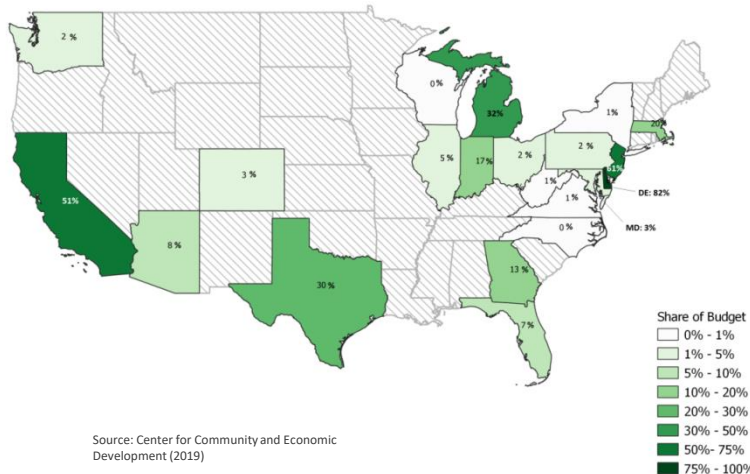 2 %
0%
32%
1%
20%
51%
3 %
5 %
17%
2 %
2 %
61%
1%
1%
DE: 82%
MD: 3%
8 %
0 %
30 %
13 %
7 %
Share of Budget
0% - 1%
1% - 5%
5% - 10%
10% - 20%
20% - 30%
30% - 50%
50%- 75%
75% - 100%
Source: Center for Community and Economic
Development (2019)